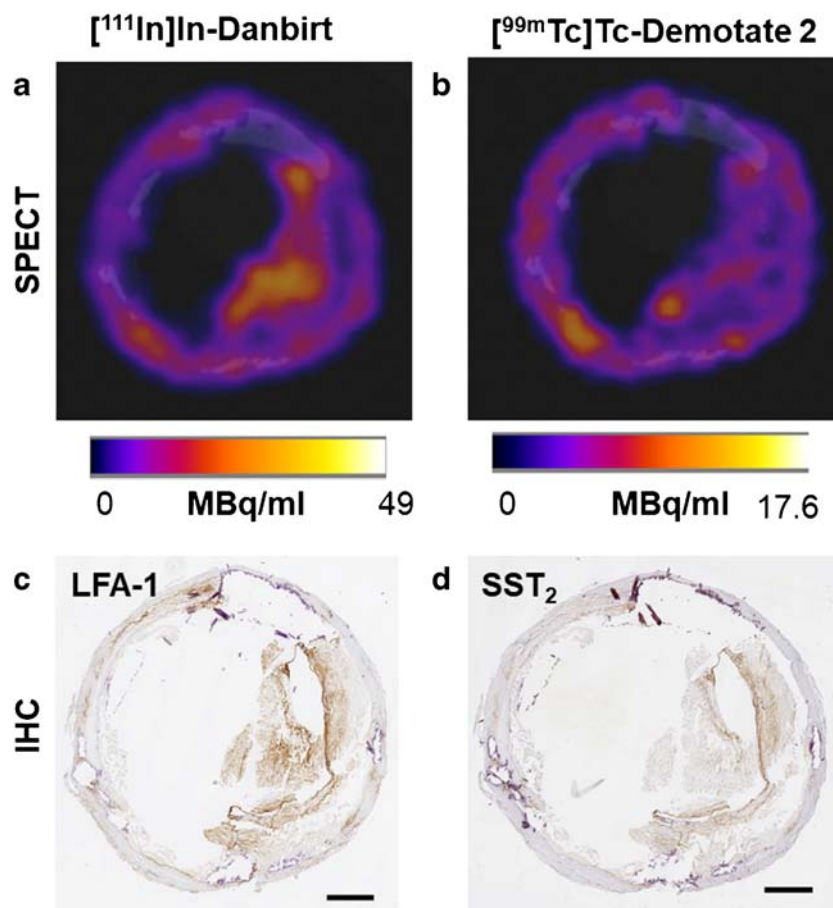 [¹¹¹In]In-Danbirt
[⁹⁹ᵐTc]Tc-Demotate 2
a
b
SPECT
0 MBq/ml 49
0 MBq/ml 17.6
c LFA-1
d SST₂
IHC